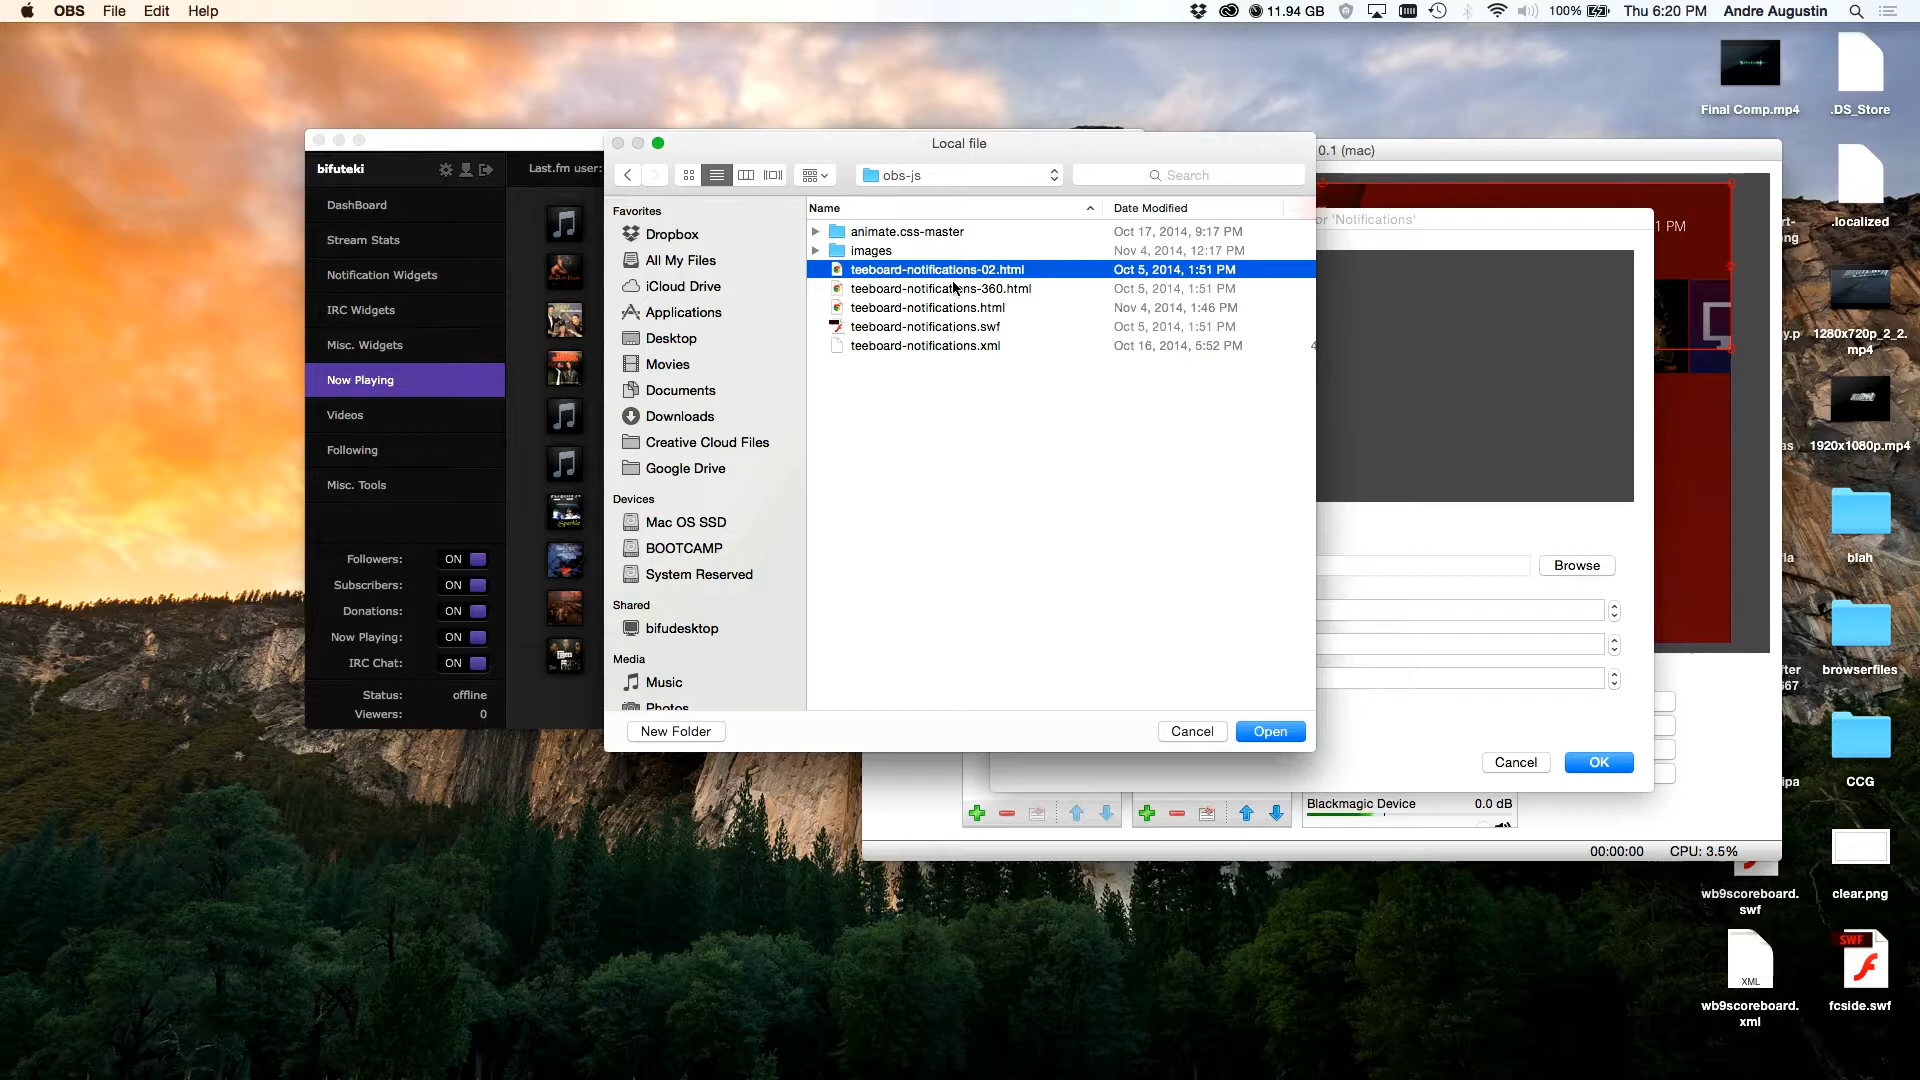 OBS File Edit Help
11.94 GB 100% Thu 6:20 PM Andre Augustin
Final Comp.mp4
.DS_Store
.localized
1280x720p_2_2.
mp4
1920x1080p.mp4
blah
browserfiles
CCG
wb9scoreboard.
swf
clear.png
XML
wb9scoreboard.
xml
SWF
fcside.swf
bifuteki
DashBoard
Stream Stats
Notification Widgets
IRC Widgets
Misc. Widgets
Now Playing
Videos
Following
Misc. Tools
Followers: ON
Subscribers: ON
Donations: ON
Now Playing: ON
IRC Chat: ON
Status: offline
Viewers: 0
Last.fm user:
Local file
obs-js
Search
Favorites
Dropbox
All My Files
iCloud Drive
Applications
Desktop
Movies
Documents
Downloads
Creative Cloud Files
Google Drive
Devices
Mac OS SSD
BOOTCAMP
System Reserved
Shared
bifudesktop
Media
Music
Photos
Name Date Modified
animate.css-master Oct 17, 2014, 9:17 PM
images Nov 4, 2014, 12:17 PM
teeboard-notifications-02.html Oct 5, 2014, 1:51 PM
teeboard-notifications-360.html Oct 5, 2014, 1:51 PM
teeboard-notifications.html Nov 4, 2014, 1:46 PM
teeboard-notifications.swf Oct 5, 2014, 1:51 PM
teeboard-notifications.xml Oct 16, 2014, 5:52 PM 4
New Folder Cancel Open
0.1 (mac)
or 'Notifications'
1 PM
Browse
Cancel OK
Blackmagic Device 0.0 dB
00:00:00 CPU: 3.5%